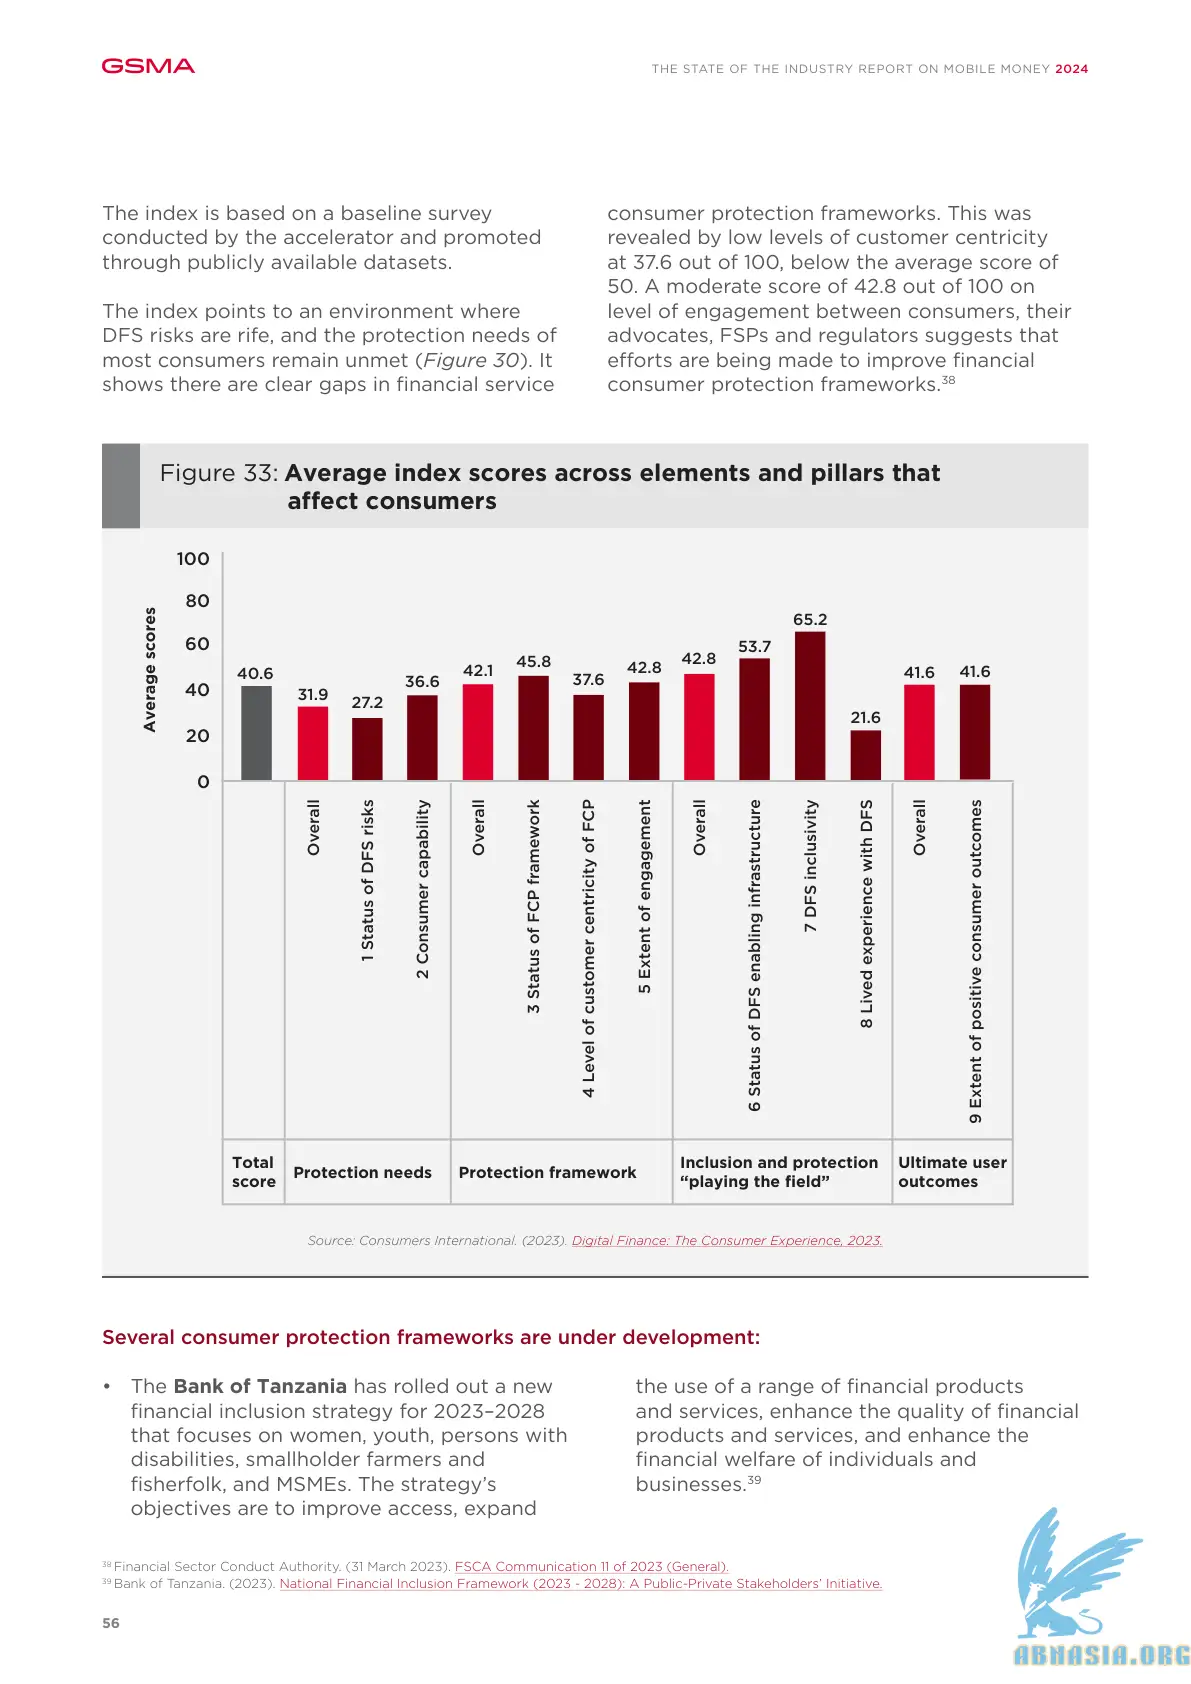 GSMA
THE STATE OF THE INDUSTRY REPORT ON MOBILE MONEY 2024
The index is based on a baseline survey
conducted by the accelerator and promoted
through publicly available datasets.
The index points to an environment where
DFS risks are rife, and the protection needs of
most consumers remain unmet (Figure 30). It
shows there are clear gaps in financial service
consumer protection frameworks. This was
revealed by low levels of customer centricity
at 37.6 out of 100, below the average score of
50. A moderate score of 42.8 out of 100 on
level of engagement between consumers, their
advocates, FSPs and regulators suggests that
efforts are being made to improve financial
consumer protection frameworks.38
Figure 33: Average index scores across elements and pillars that
affect consumers
Average scores
100
80
60
40
20
0
40.6
31.9
27.2
36.6
42.1
45.8
37.6
42.8
42.8
53.7
65.2
21.6
41.6
41.6
Overall
1 Status of DFS risks
2 Consumer capability
Overall
3 Status of FCP framework
4 Level of customer centricity of FCP
5 Extent of engagement
Overall
6 Status of DFS enabling infrastructure
7 DFS inclusivity
8 Lived experience with DFS
Overall
9 Extent of positive consumer outcomes
Total
score
Protection needs
Protection framework
Inclusion and protection
“playing the field”
Ultimate user
outcomes
Source: Consumers International. (2023). Digital Finance: The Consumer Experience, 2023.
Several consumer protection frameworks are under development:
• The Bank of Tanzania has rolled out a new
financial inclusion strategy for 2023–2028
that focuses on women, youth, persons with
disabilities, smallholder farmers and
fisherfolk, and MSMEs. The strategy’s
objectives are to improve access, expand
the use of a range of financial products
and services, enhance the quality of financial
products and services, and enhance the
financial welfare of individuals and
businesses.39
38 Financial Sector Conduct Authority. (31 March 2023). FSCA Communication 11 of 2023 (General).
39 Bank of Tanzania. (2023). National Financial Inclusion Framework (2023 - 2028): A Public-Private Stakeholders’ Initiative.
56
ABNASIA.ORG